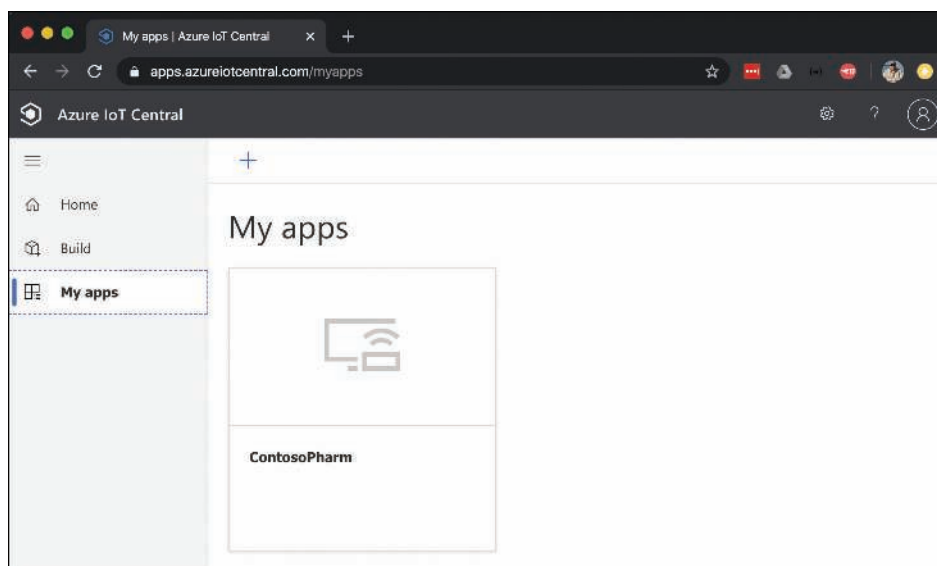 My apps | Azure IoT Central
apps.azureiotcentral.com/myapps
Azure IoT Central
?
Home
Build
My apps
My apps
ContosoPharm